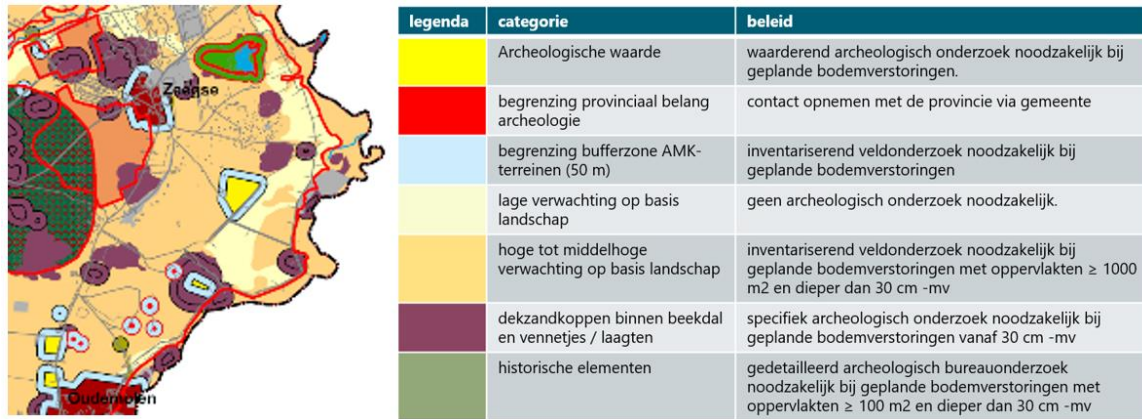 Zeegse
Oudemolen
legenda categorie beleid
Archeologische waarde
waarderend archeologisch onderzoek noodzakelijk bij
geplande bodemverstoringen.
begrenzing provinciaal belang
archeologie
contact opnemen met de provincie via gemeente
begrenzing bufferzone AMK-
terreinen (50 m)
inventariserend veldonderzoek noodzakelijk bij
geplande bodemverstoringen
lage verwachting op basis
landschap
geen archeologisch onderzoek noodzakelijk.
hoge tot middelhoge
verwachting op basis landschap
inventariserend veldonderzoek noodzakelijk bij
geplande bodemverstoringen met oppervlakten ≥ 1000
m2 en dieper dan 30 cm -mv
dekzandkoppen binnen beekdal
en vennetjes / laagten
specifiek archeologisch onderzoek noodzakelijk bij
geplande bodemverstoringen vanaf 30 cm -mv
historische elementen
gedetailleerd archeologisch bureauonderzoek
noodzakelijk bij geplande bodemverstoringen met
oppervlakten ≥ 100 m2 en dieper dan 30 cm -mv